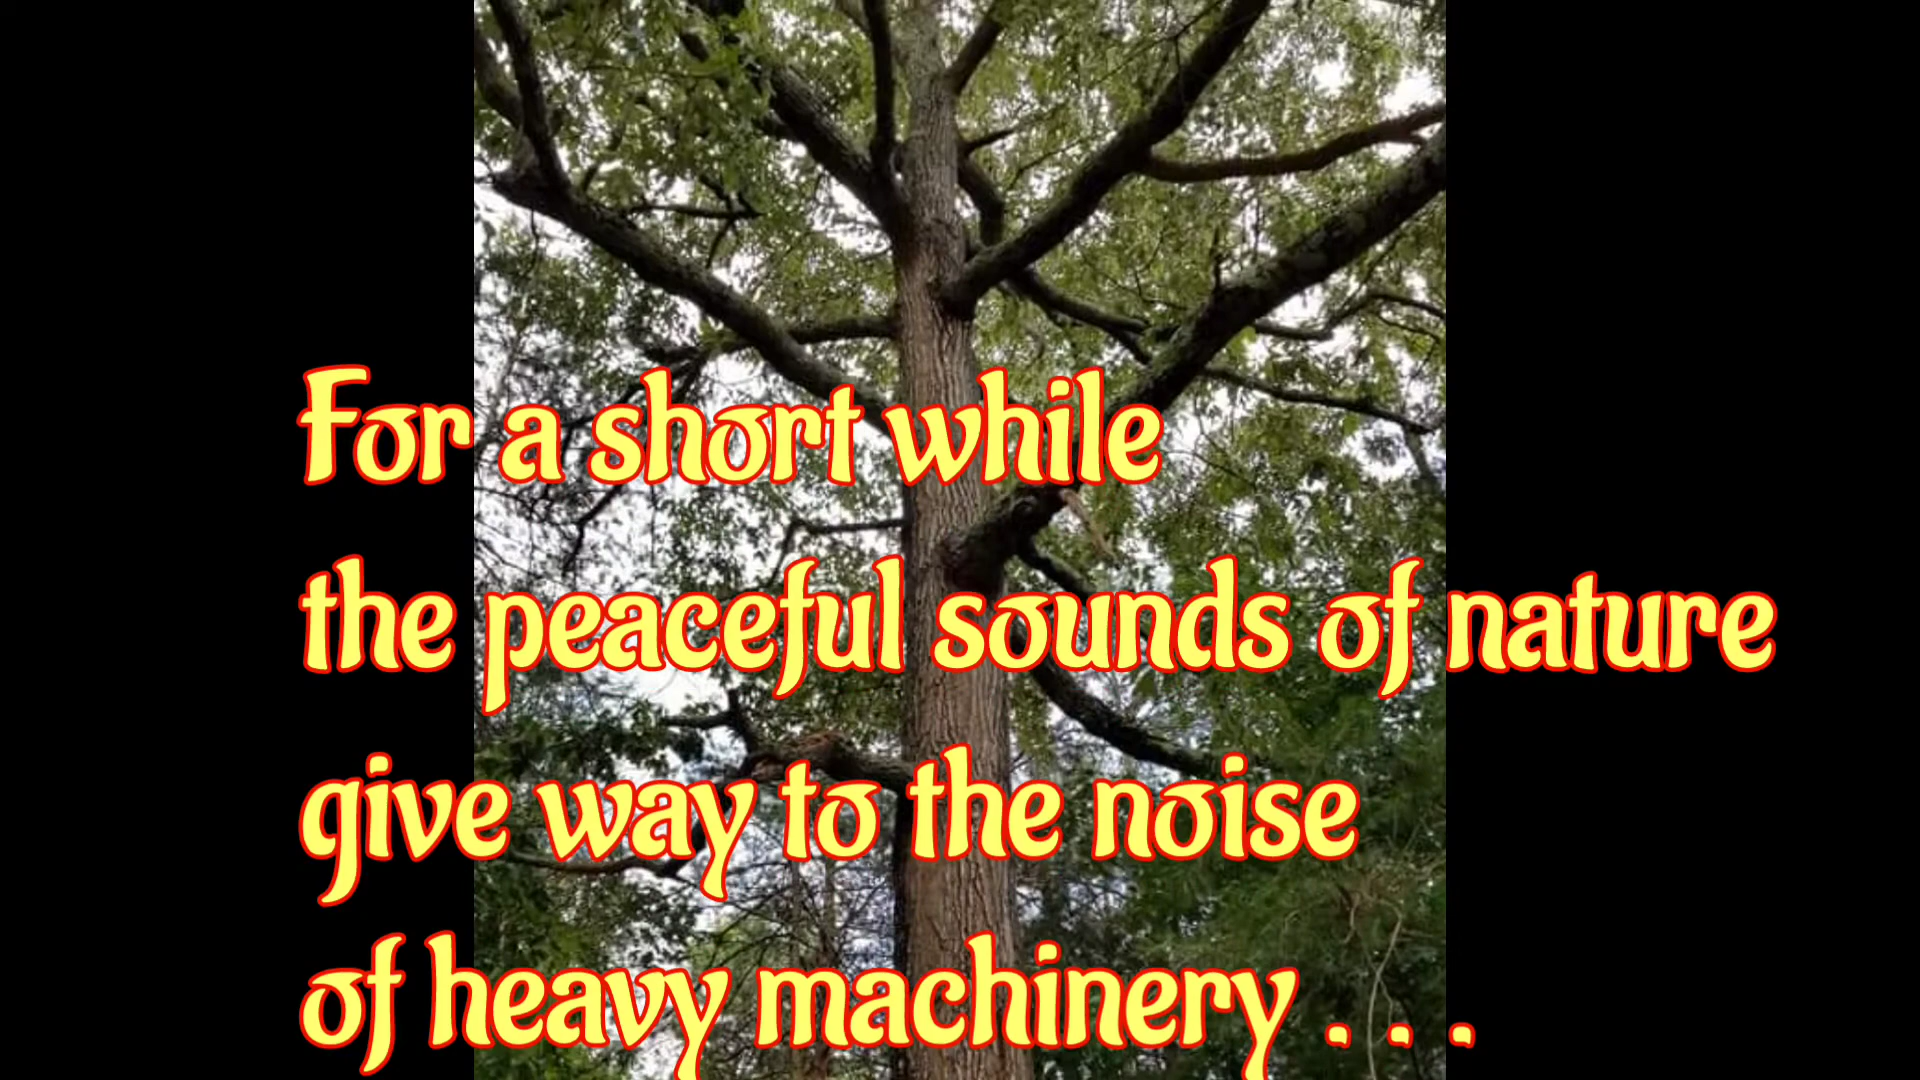 For a short while
the peaceful sounds of nature
give way to the noise
of heavy machinery . . .